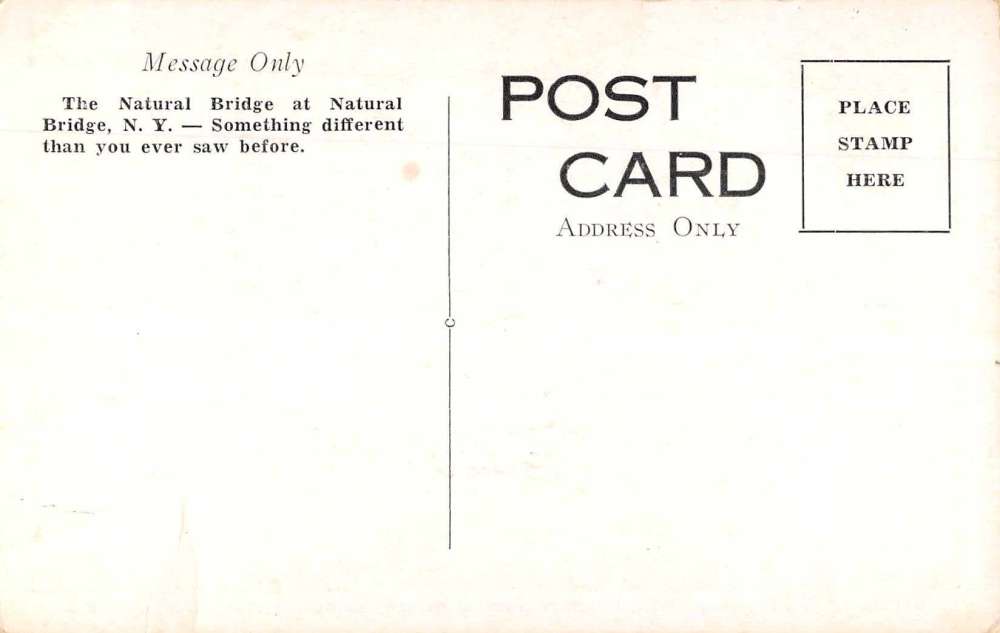 Message Only
The Natural Bridge at Natural
Bridge, N. Y. — Something different
than you ever saw before.
POST
CARD
ADDRESS ONLY
PLACE
STAMP
HERE
C